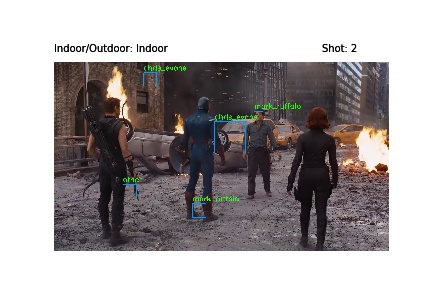 Indoor/Outdoor: Indoor
Shot: 2
chris_evans
mark_ruffalo
chris_evans
other
mark_ruffalo